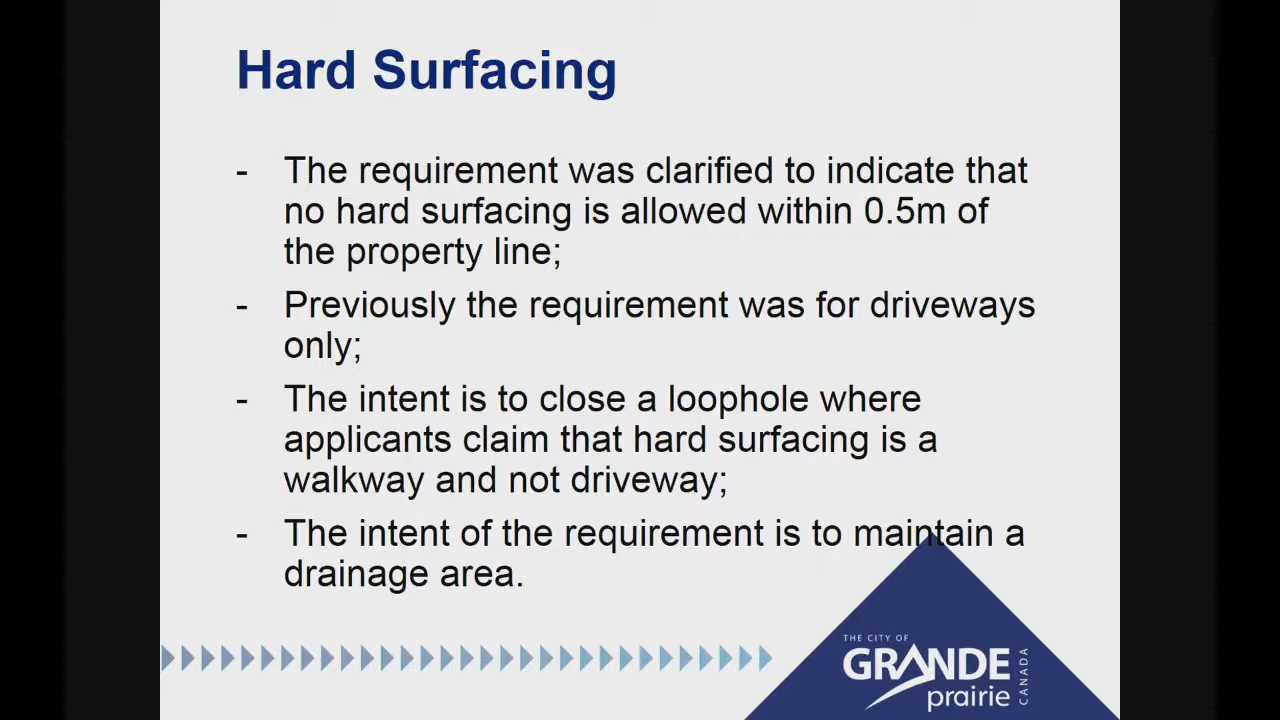 Hard Surfacing
- The requirement was clarified to indicate that
no hard surfacing is allowed within 0.5m of
the property line;
- Previously the requirement was for driveways
only;
- The intent is to close a loophole where
applicants claim that hard surfacing is a
walkway and not driveway;
- The intent of the requirement is to maintain a
drainage area.
THE CITY OF
GRANDE
prairie
CANADA